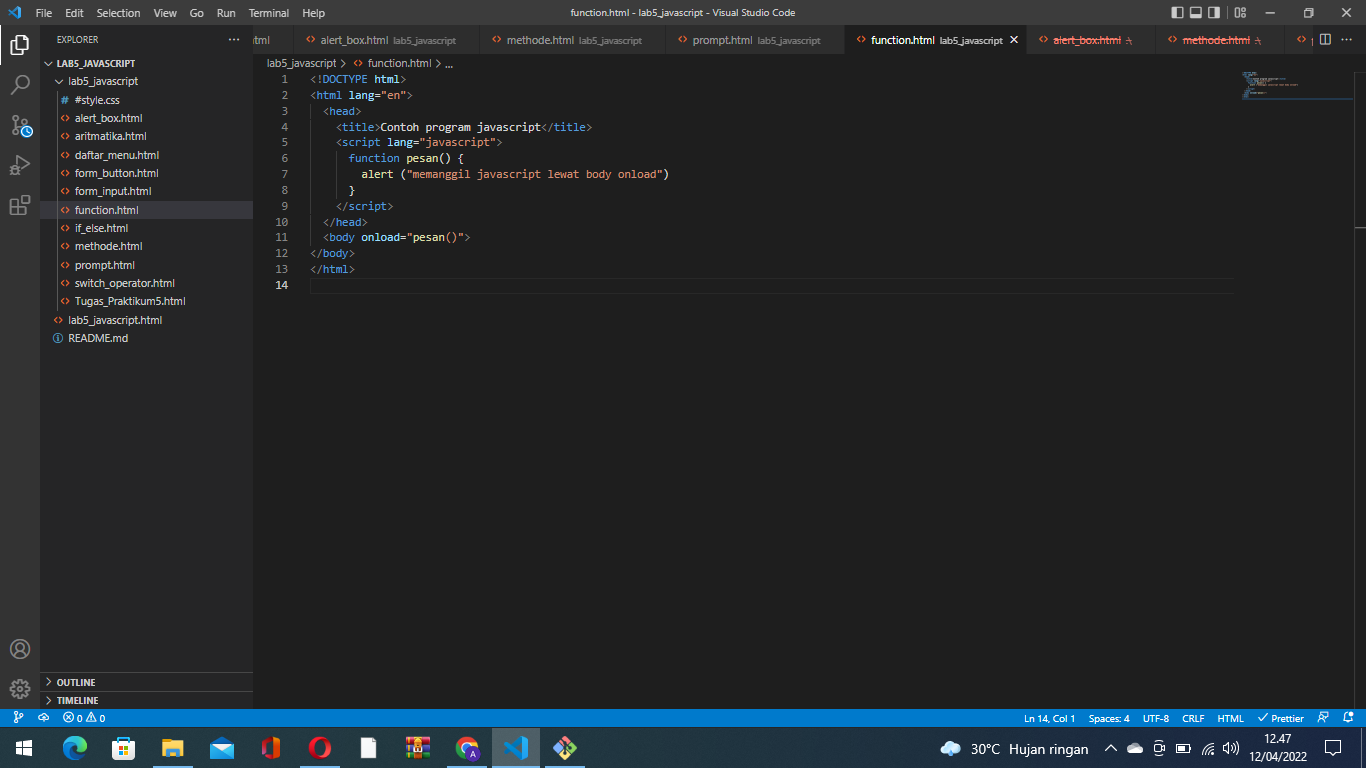 File Edit Selection View Go Run Terminal Help
function.html - lab5_javascript - Visual Studio Code
EXPLORER
alert_box.html lab5_javascript
methode.html lab5_javascript
prompt.html lab5_javascript
function.html lab5_javascript
alert_box.html
methode.html
LAB5_JAVASCRIPT
lab5_javascript
#style.css
alert_box.html
aritmatika.html
daftar_menu.html
form_button.html
form_input.html
function.html
if_else.html
methode.html
prompt.html
switch_operator.html
Tugas_Praktikum5.html
lab5_javascript.html
README.md
OUTLINE
TIMELINE
lab5_javascript > function.html > ...
1 <!DOCTYPE html>
2 <html lang="en">
3 <head>
4 <title>Contoh program javascript</title>
5 <script lang="javascript">
6 function pesan() {
7 alert ("memanggil javascript lewat body onload")
8 }
9 </script>
10 </head>
11 <body onload="pesan()">
12 </body>
13 </html>
14
0 0
Ln 14, Col 1 Spaces: 4 UTF-8 CRLF HTML Prettier
30°C Hujan ringan
12.47
12/04/2022